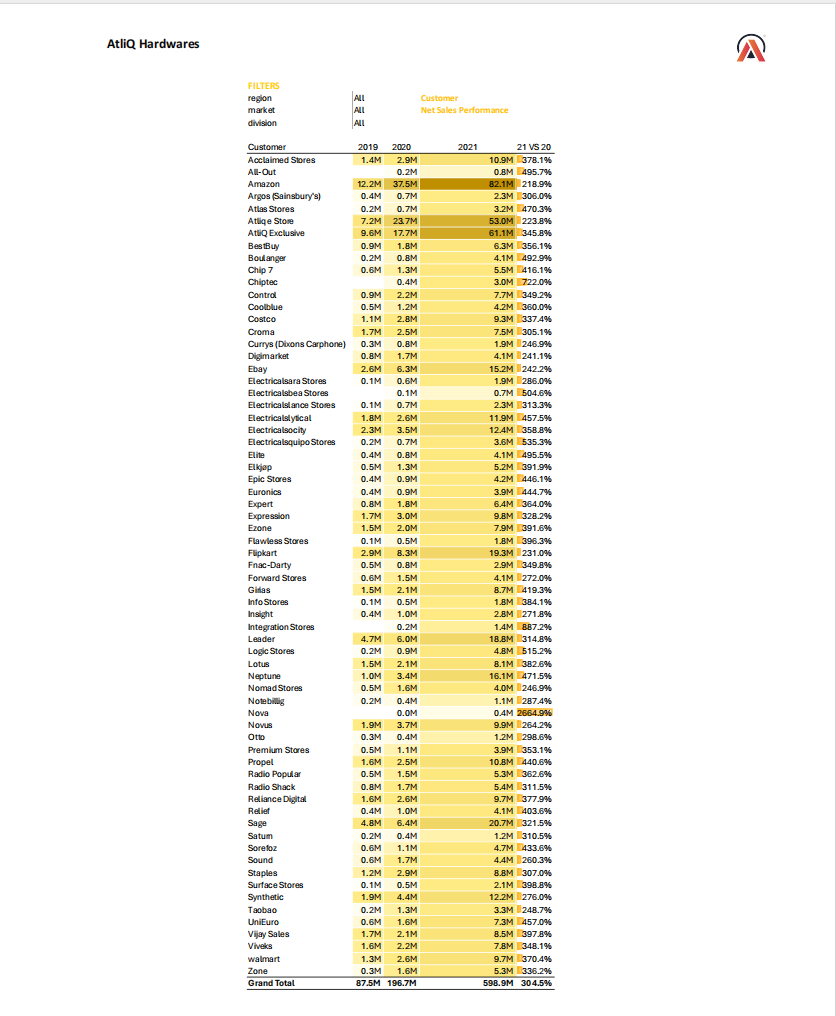 AtliQ Hardwares
FILTERS
region All Customer
market All Net Sales Performance
division All
Customer 2019 2020 2021 21 VS 20
Acclaimed Stores 1.4M 2.9M 10.9M 378.1%
All-Out 0.2M 0.8M 495.7%
Amazon 12.2M 37.5M 82.1M 218.9%
Argos (Sainsbury's) 0.4M 0.7M 2.3M 306.0%
Atlas Stores 0.2M 0.7M 3.2M 470.3%
Atliq e Store 7.2M 23.7M 53.0M 223.8%
AtliQ Exclusive 9.6M 17.7M 61.1M 345.8%
BestBuy 0.9M 1.8M 6.3M 356.1%
Boulanger 0.2M 0.8M 4.1M 492.9%
Chip 7 0.6M 1.3M 5.5M 416.1%
Chiptec 0.4M 3.0M 722.0%
Control 0.9M 2.2M 7.7M 349.2%
Coolblue 0.5M 1.2M 4.2M 360.0%
Costco 1.1M 2.8M 9.3M 337.4%
Croma 1.7M 2.5M 7.5M 305.1%
Currys (Dixons Carphone) 0.3M 0.8M 1.9M 246.9%
Digimarket 0.8M 1.7M 4.1M 241.1%
Ebay 2.6M 6.3M 15.2M 242.2%
Electricalsara Stores 0.1M 0.6M 1.9M 286.0%
Electricalsbea Stores 0.1M 0.7M 504.6%
Electricalslance Stores 0.1M 0.7M 2.3M 313.3%
Electricalslytical 1.8M 2.6M 11.9M 457.5%
Electricalsocity 2.3M 3.5M 12.4M 358.8%
Electricalsquipo Stores 0.2M 0.7M 3.6M 535.3%
Elite 0.4M 0.8M 4.1M 495.5%
Elkjøp 0.5M 1.3M 5.2M 391.9%
Epic Stores 0.4M 0.9M 4.2M 446.1%
Euronics 0.4M 0.9M 3.9M 444.7%
Expert 0.8M 1.8M 6.4M 364.0%
Expression 1.7M 3.0M 9.8M 328.2%
Ezone 1.5M 2.0M 7.9M 391.6%
Flawless Stores 0.1M 0.5M 1.8M 396.3%
Flipkart 2.9M 8.3M 19.3M 231.0%
Fnac-Darty 0.5M 0.8M 2.9M 349.8%
Forward Stores 0.6M 1.5M 4.1M 272.0%
Girias 1.5M 2.1M 8.7M 419.3%
Info Stores 0.1M 0.5M 1.8M 384.1%
Insight 0.4M 1.0M 2.8M 271.8%
Integration Stores 0.2M 1.4M 887.2%
Leader 4.7M 6.0M 18.8M 314.8%
Logic Stores 0.2M 0.9M 4.8M 515.2%
Lotus 1.5M 2.1M 8.1M 382.6%
Neptune 1.0M 3.4M 16.1M 471.5%
Nomad Stores 0.5M 1.6M 4.0M 246.9%
Notebillig 0.2M 0.4M 1.1M 287.4%
Nova 0.0M 0.4M 2664.9%
Novus 1.9M 3.7M 9.9M 264.2%
Otto 0.3M 0.4M 1.2M 298.6%
Premium Stores 0.5M 1.1M 3.9M 353.1%
Propel 1.6M 2.5M 10.8M 440.6%
Radio Popular 0.5M 1.5M 5.3M 362.6%
Radio Shack 0.8M 1.7M 5.4M 311.5%
Reliance Digital 1.6M 2.6M 9.7M 377.9%
Relief 0.4M 1.0M 4.1M 403.6%
Sage 4.8M 6.4M 20.7M 321.5%
Saturn 0.2M 0.4M 1.2M 310.5%
Sorefoz 0.6M 1.1M 4.7M 433.6%
Sound 0.6M 1.7M 4.4M 260.3%
Staples 1.2M 2.9M 8.8M 307.0%
Surface Stores 0.1M 0.5M 2.1M 398.8%
Synthetic 1.9M 4.4M 12.2M 276.0%
Taobao 0.2M 1.3M 3.3M 248.7%
UniEuro 0.6M 1.6M 7.3M 457.0%
Vijay Sales 1.7M 2.1M 8.5M 397.8%
Viveks 1.6M 2.2M 7.8M 348.1%
walmart 1.3M 2.6M 9.7M 370.4%
Zone 0.3M 1.6M 5.3M 336.2%
Grand Total 87.5M 196.7M 598.9M 304.5%